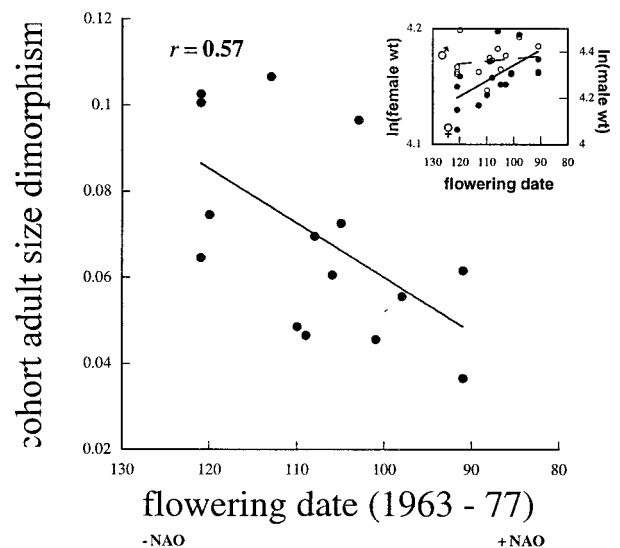 r = 0.57
cohort adult size dimorphism
0.12
0.1
0.08
0.06
0.04
0.02
130
120
110
100
90
80
flowering date (1963 - 77)
- NAO
+ NAO
ln(female wt)
4.2
4.1
♂
♀
4.4
4.2
4
ln(male wt)
130 120 110 100 90 80
flowering date